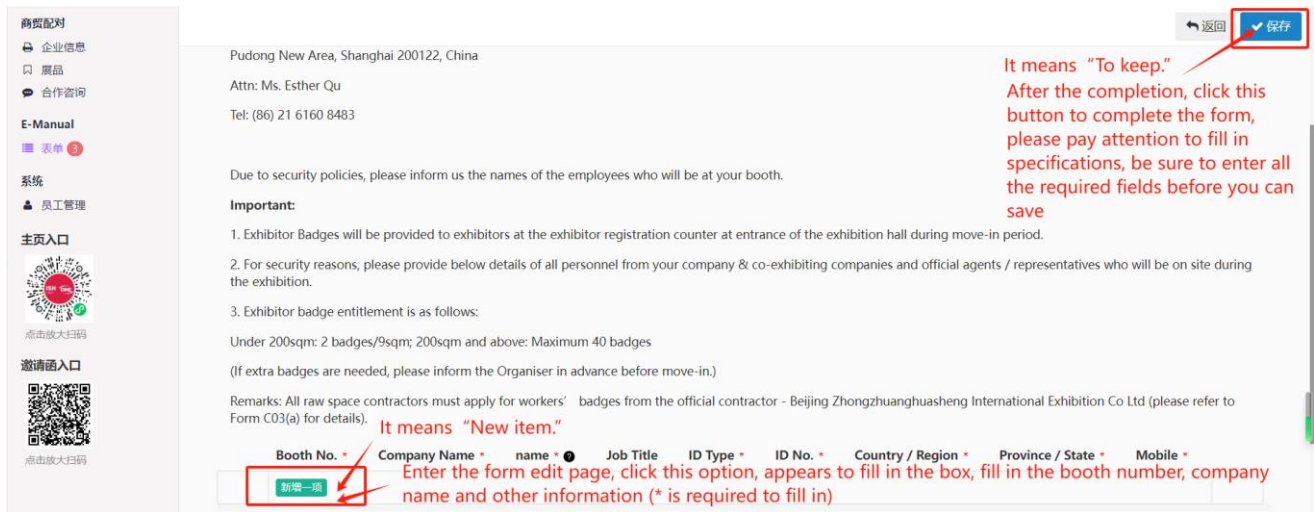 商贸配对
企业信息
展品
合作咨询
E-Manual
表单 3
系统
员工管理
主页入口
点击放大扫码
邀请函入口
点击放大扫码
返回
保存
Pudong New Area, Shanghai 200122, China
Attn: Ms. Esther Qu
Tel: (86) 21 6160 8483
It means “To keep.”
After the completion, click this
button to complete the form,
please pay attention to fill in
specifications, be sure to enter all
the required fields before you can
save
Due to security policies, please inform us the names of the employees who will be at your booth.
Important:
1. Exhibitor Badges will be provided to exhibitors at the exhibitor registration counter at entrance of the exhibition hall during move-in period.
2. For security reasons, please provide below details of all personnel from your company & co-exhibiting companies and official agents / representatives who will be on site during
the exhibition.
3. Exhibitor badge entitlement is as follows:
Under 200sqm: 2 badges/9sqm; 200sqm and above: Maximum 40 badges
(If extra badges are needed, please inform the Organiser in advance before move-in.)
Remarks: All raw space contractors must apply for workers’ badges from the official contractor - Beijing Zhongzhuanghuasheng International Exhibition Co Ltd (please refer to
Form C03(a) for details).
It means “New item.”
Booth No. * Company Name * name * Job Title ID Type * ID No. * Country / Region * Province / State * Mobile *
新增一项
Enter the form edit page, click this option, appears to fill in the box, fill in the booth number, company
name and other information (* is required to fill in)